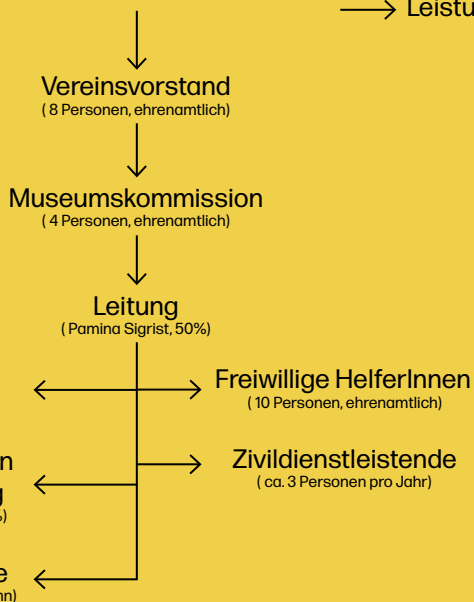 Vereinsvorstand
( 8 Personen, ehrenamtlich)
Museumskommission
( 4 Personen, ehrenamtlich)
Leitung
( Pamina Sigrist, 50%)
Freiwillige HelferInnen
( 10 Personen, ehrenamtlich)
Zivildienstleistende
( ca. 3 Personen pro Jahr)